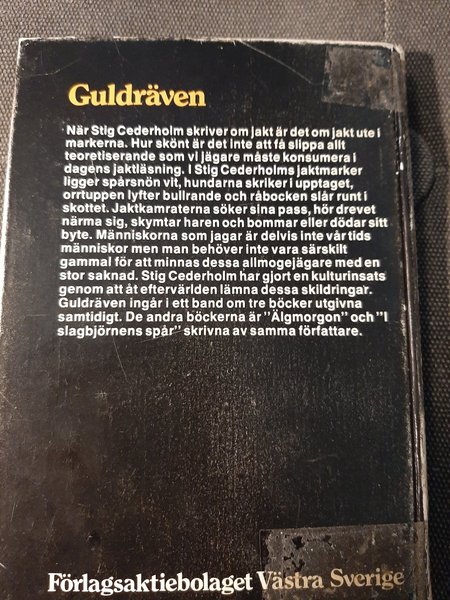 Guldräven
När Stig Cederholm skriver om jakt är det om jakt ute i
markerna. Hur skönt är det inte att få slippa allt
teoretiserande som vi jägare måste konsumera i
dagens jaktläsning. I Stig Cederholms jaktmarker
ligger spårsnön vit, hundarna skriker i upptaget,
orrtuppen lyfter bullrande och råbocken slår runt i
skottet. Jaktkamraterna söker sina pass, hör drevet
närma sig, skymtar haren och bommar eller dödar sitt
byte. Människorna som jagar är delvis inte vår tids
människor men man behöver inte vara särskilt
gammal för att minnas dessa allmogejägare med en
stor saknad. Stig Cederholm har gjort en kulturinsats
genom att åt eftervärlden lämna dessa skildringar.
Guldräven ingår i ett band om tre böcker utgivna
samtidigt. De andra böckerna är "Älgmorgon" och "I
slagbjörnens spår" skrivna av samma författare.
Förlagsaktiebolaget Västra Sverige